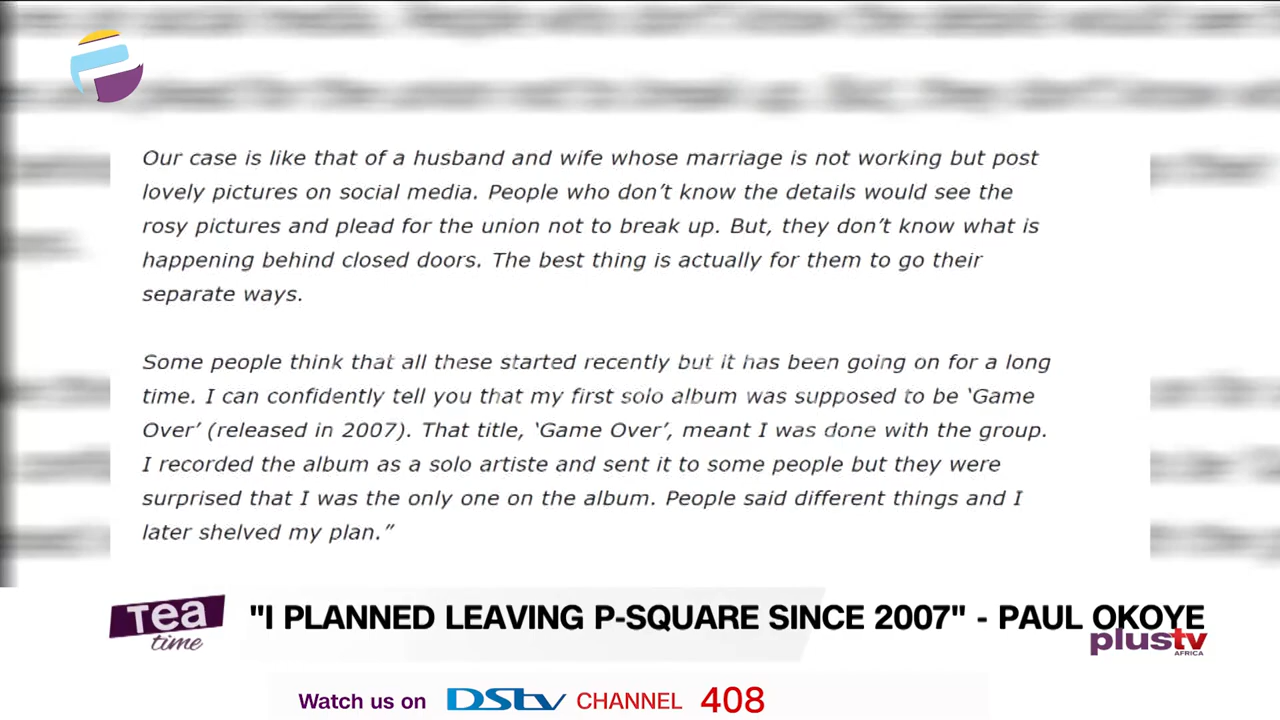 Our case is like that of a husband and wife whose marriage is not working but post
lovely pictures on social media. People who don’t know the details would see the
rosy pictures and plead for the union not to break up. But, they don’t know what is
happening behind closed doors. The best thing is actually for them to go their
separate ways.
Some people think that all these started recently but it has been going on for a long
time. I can confidently tell you that my first solo album was supposed to be ‘Game
Over’ (released in 2007). That title, ‘Game Over’, meant I was done with the group.
I recorded the album as a solo artiste and sent it to some people but they were
surprised that I was the only one on the album. People said different things and I
later shelved my plan.”
Tea
time
"I PLANNED LEAVING P-SQUARE SINCE 2007" - PAUL OKOYE
plustv
AFRICA
Watch us on DStv CHANNEL 408